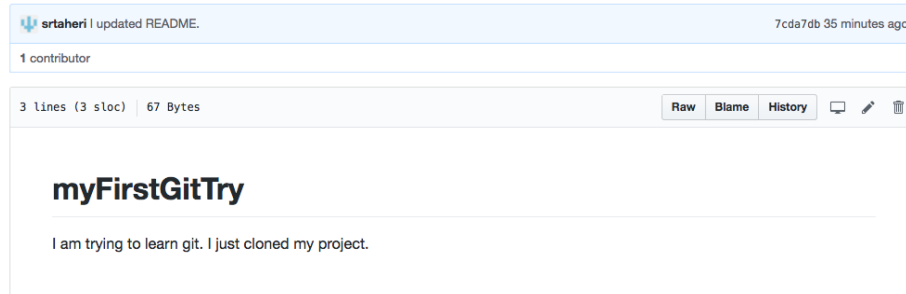 srtaheri I updated README. 7cda7db 35 minutes ago
1 contributor
3 lines (3 sloc) 67 Bytes Raw Blame History
myFirstGitTry
I am trying to learn git. I just cloned my project.